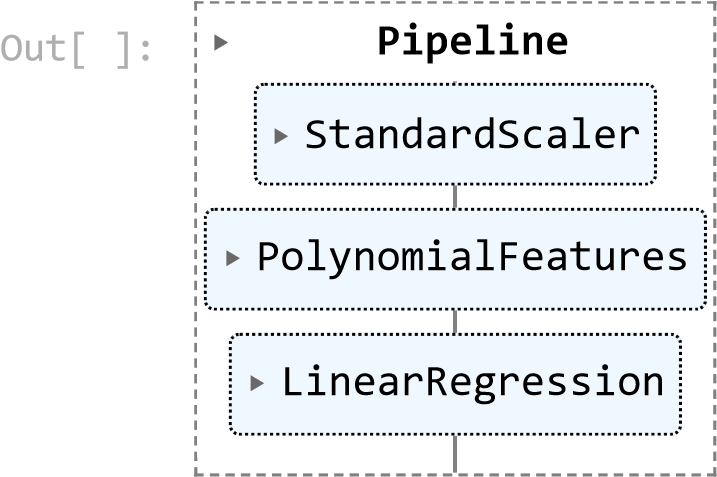 Out[ ]:
Pipeline
StandardScaler
PolynomialFeatures
LinearRegression